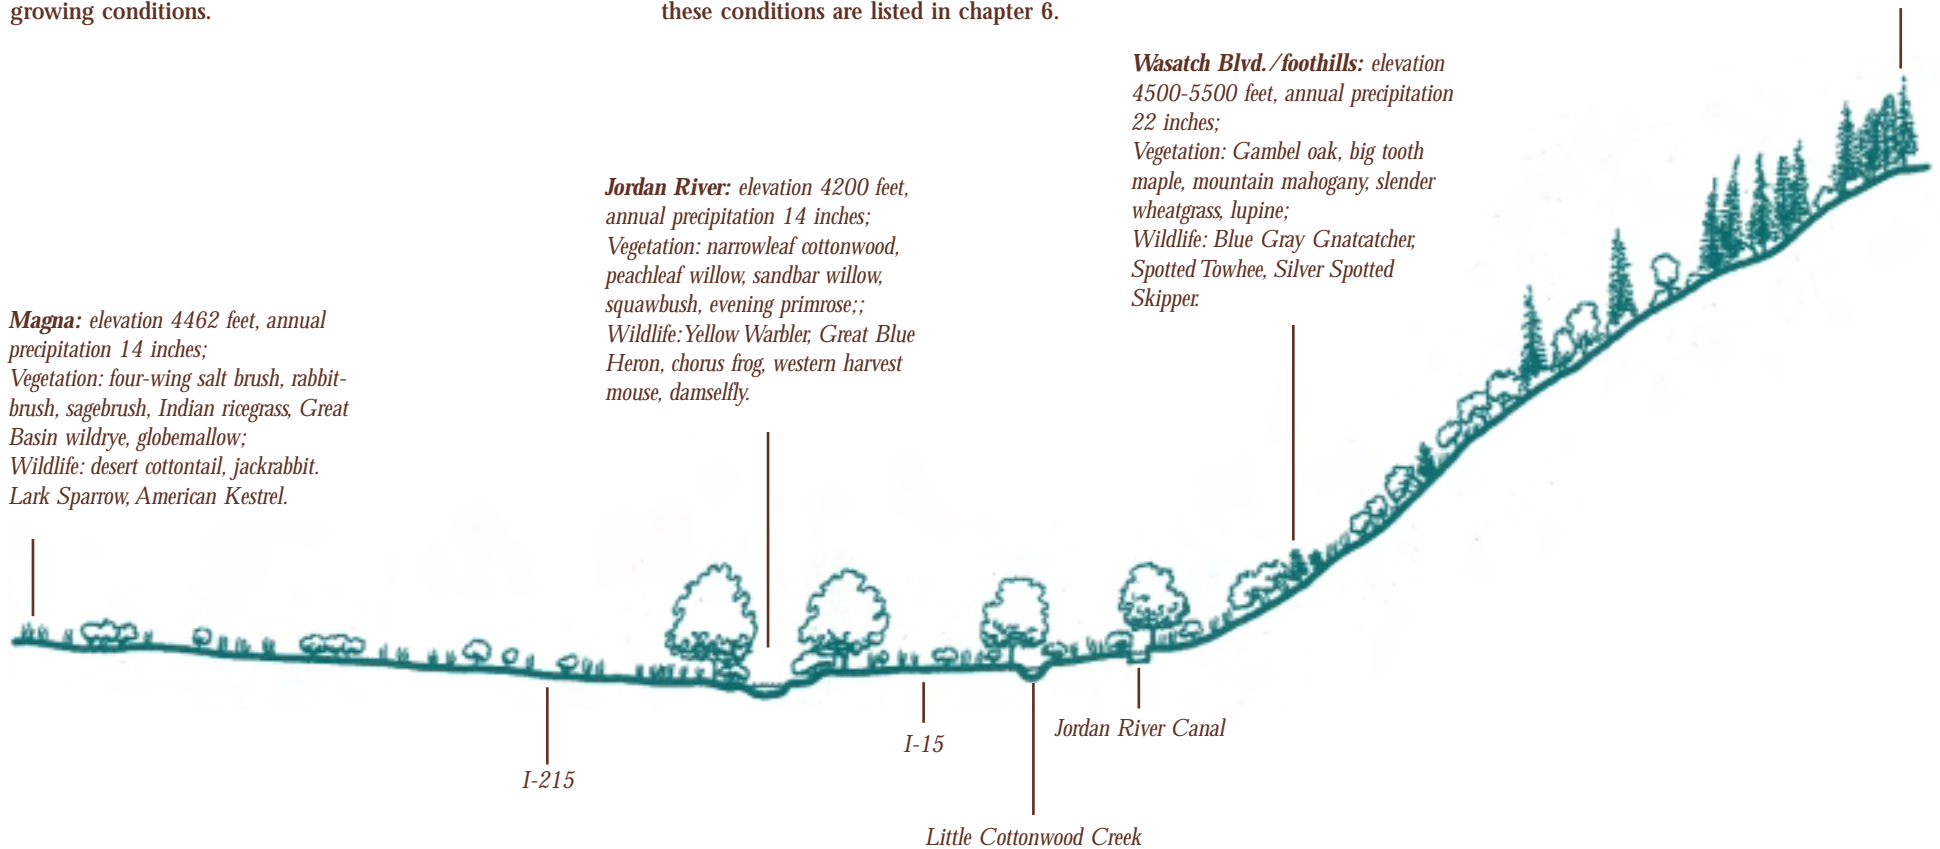 growing conditions.
these conditions are listed in chapter 6.
Magna: elevation 4462 feet, annual
precipitation 14 inches;
Vegetation: four-wing salt brush, rabbit-
brush, sagebrush, Indian ricegrass, Great
Basin wildrye, globemallow;
Wildlife: desert cottontail, jackrabbit.
Lark Sparrow, American Kestrel.
Jordan River: elevation 4200 feet,
annual precipitation 14 inches;
Vegetation: narrowleaf cottonwood,
peachleaf willow, sandbar willow,
squawbush, evening primrose;;
Wildlife: Yellow Warbler, Great Blue
Heron, chorus frog, western harvest
mouse, damselfly.
Wasatch Blvd./foothills: elevation
4500-5500 feet, annual precipitation
22 inches;
Vegetation: Gambel oak, big tooth
maple, mountain mahogany, slender
wheatgrass, lupine;
Wildlife: Blue Gray Gnatcatcher,
Spotted Towhee, Silver Spotted
Skipper.
I-215
I-15
Little Cottonwood Creek
Jordan River Canal